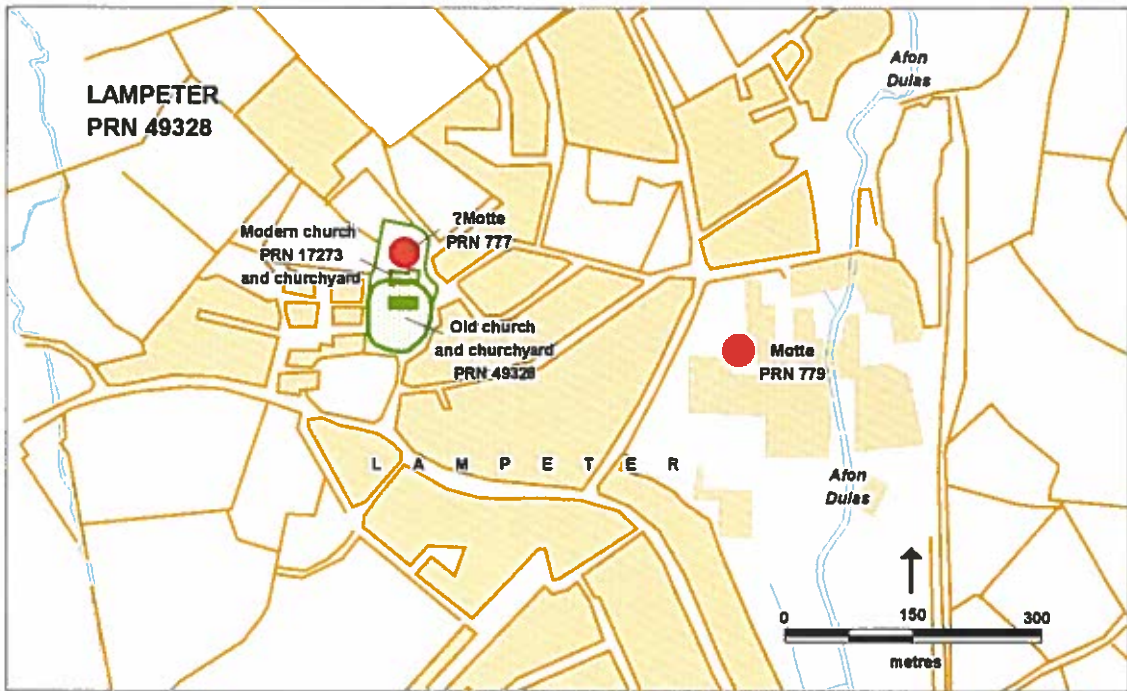 LAMPETER
PRN 49328
Afon
Dulas
?Motte
PRN 777
Modern church
PRN 17273
and churchyard
Old church
and churchyard
PRN 49328
Motte
PRN 779
L A M P E T E R
Afon
Dulas
0 150 300
metres